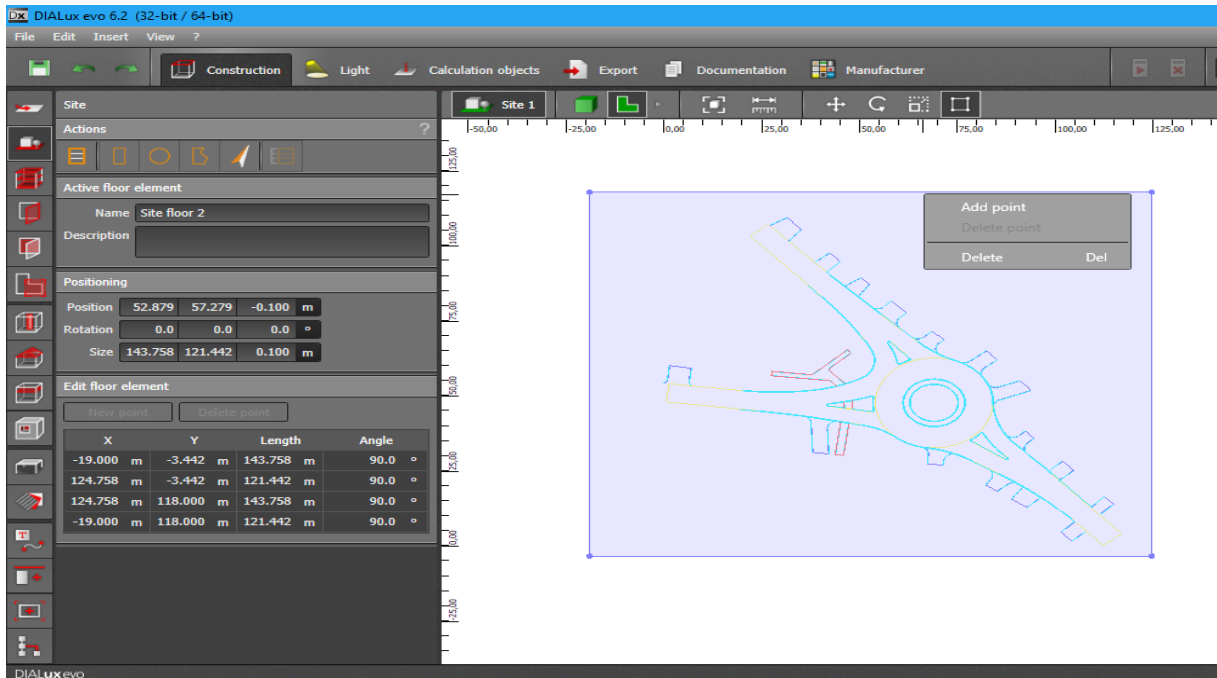 Dx DIALux evo 6.2 (32-bit / 64-bit)
File Edit Insert View ?
Construction Light Calculation objects Export Documentation Manufacturer
Site
Site 1
Actions ?
-50,00 -25,00 0,00 25,00 50,00 75,00 100,00 125,00
125,00
100,00
75,00
50,00
25,00
0,00
-25,00
Active floor element
Name Site floor 2
Description
Positioning
Position 52.879 57.279 -0.100 m
Rotation 0.0 0.0 0.0 °
Size 143.758 121.442 0.100 m
Edit floor element
New point Delete point
X Y Length Angle
-19.000 m -3.442 m 143.758 m 90.0 °
124.758 m -3.442 m 121.442 m 90.0 °
124.758 m 118.000 m 143.758 m 90.0 °
-19.000 m 118.000 m 121.442 m 90.0 °
Add point
Delete point
Delete Del
T
DIALux evo